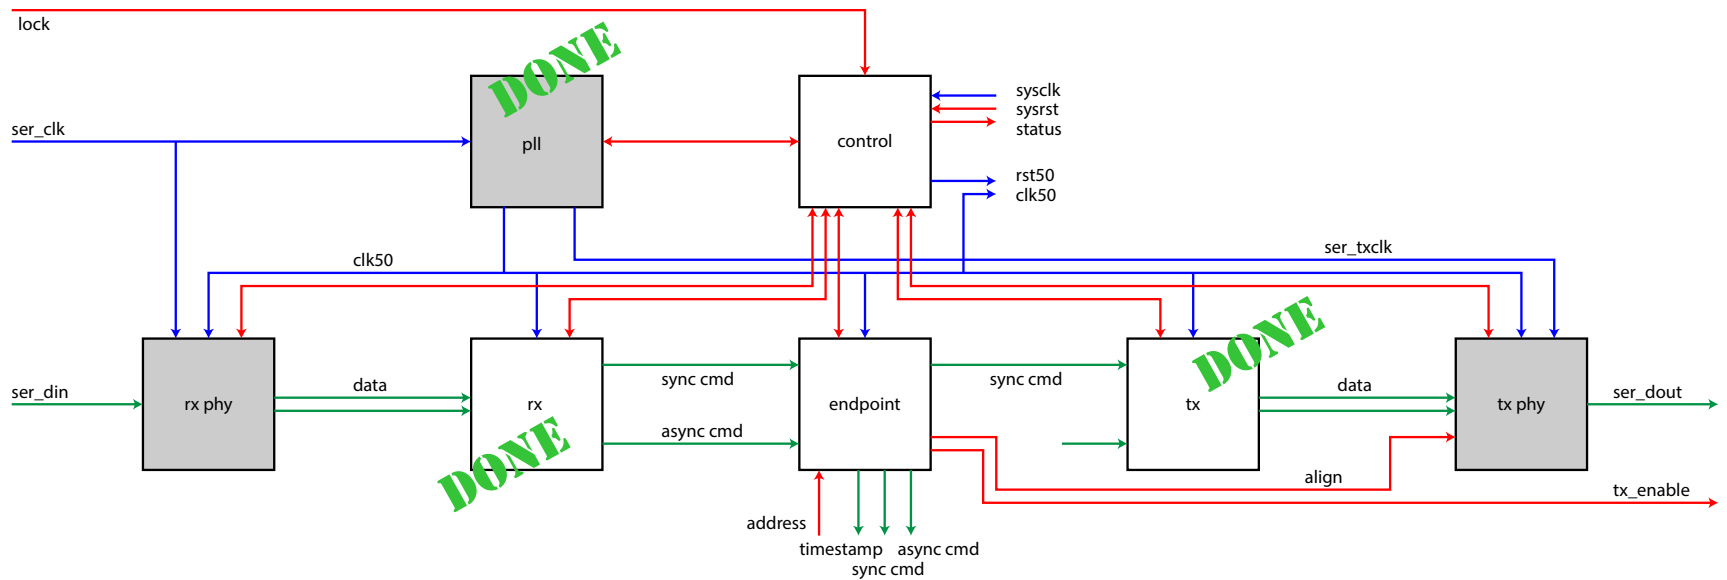 lock
DONE
ser_clk
pll
control
sysclk
sysrst
status
rst50
clk50
clk50
ser_txclk
DONE
ser_din
rx phy
data
rx
sync cmd
async cmd
endpoint
sync cmd
tx
data
tx phy
ser_dout
DONE
align
tx_enable
address
timestamp
async cmd
sync cmd